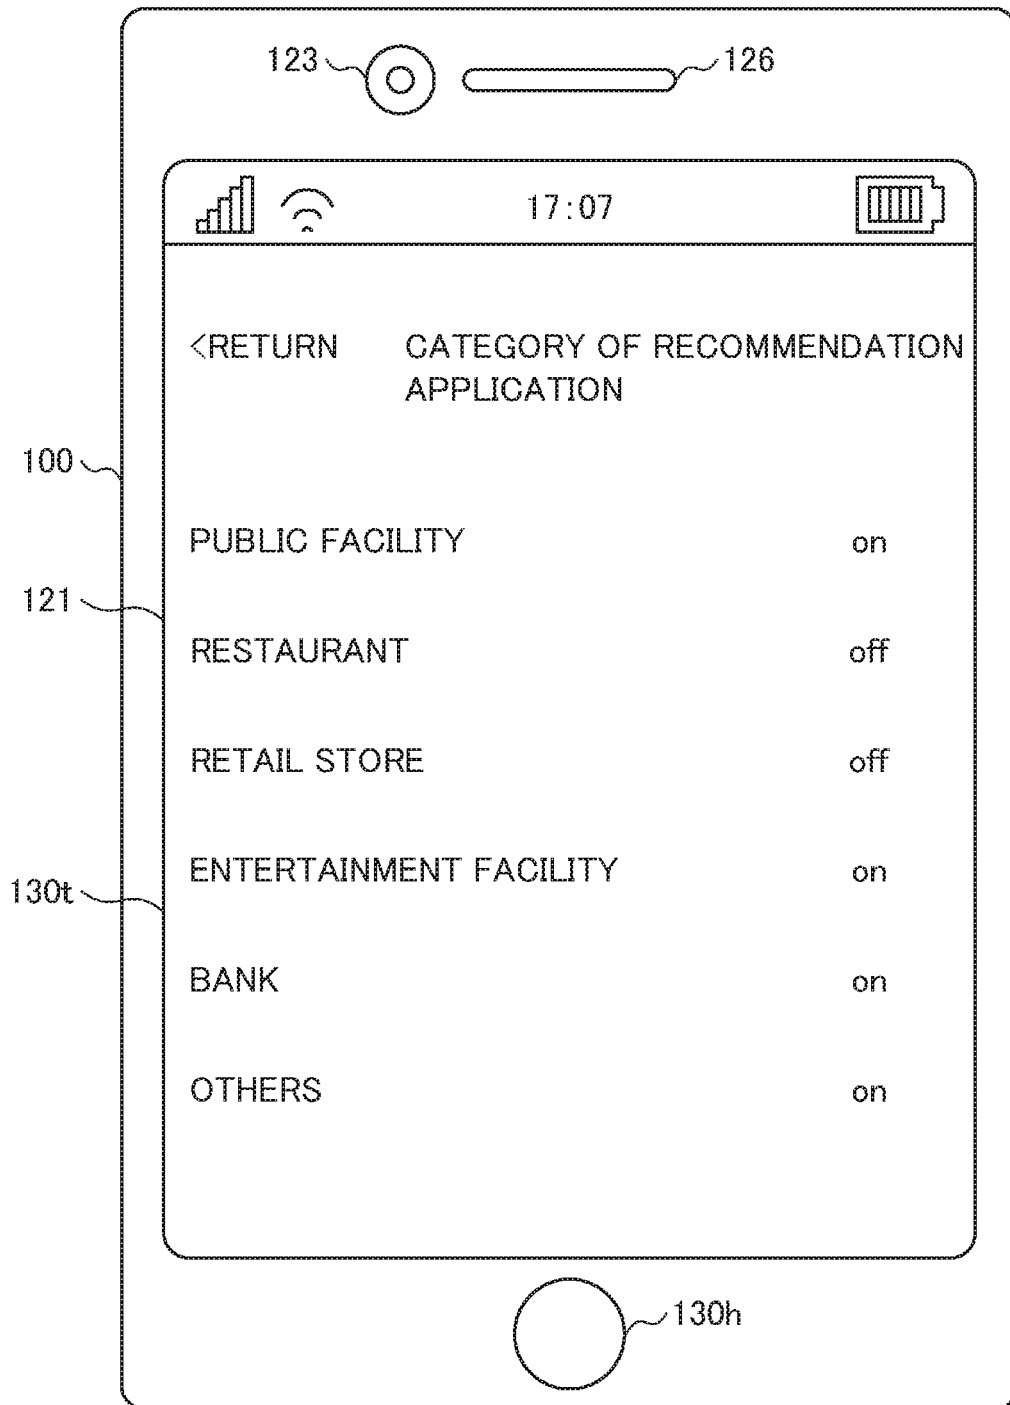 123 126
17:07
<RETURN CATEGORY OF RECOMMENDATION
APPLICATION
100
PUBLIC FACILITY on
121
RESTAURANT off
RETAIL STORE off
ENTERTAINMENT FACILITY on
130t
BANK on
OTHERS on
130h